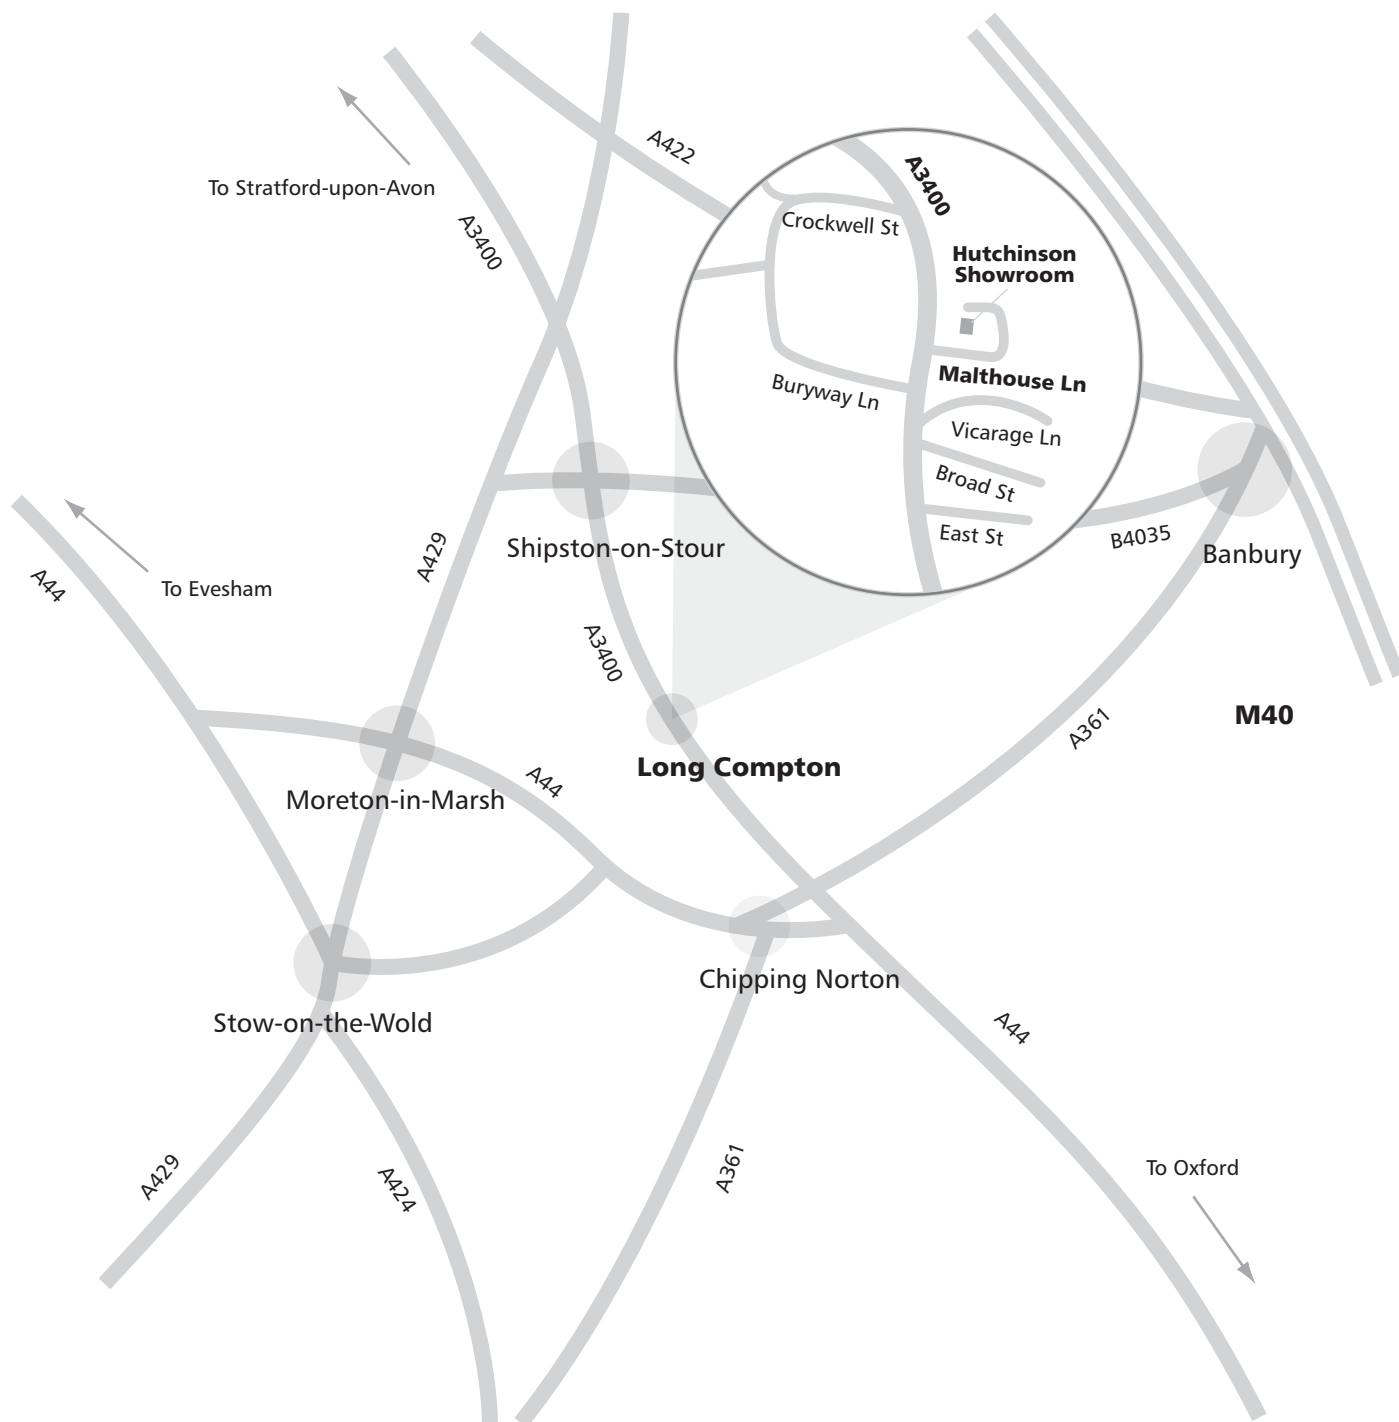 A422
A3400
To Stratford-upon-Avon
A3400
Crockwell St
Hutchinson
Showroom
Malthouse Ln
Buryway Ln
Vicarage Ln
Broad St
East St
B4035
Shipston-on-Stour
Banbury
A429
A44
To Evesham
A3400
M40
A361
Long Compton
A44
Moreton-in-Marsh
Chipping Norton
Stow-on-the-Wold
A44
A429
A424
A361
To Oxford